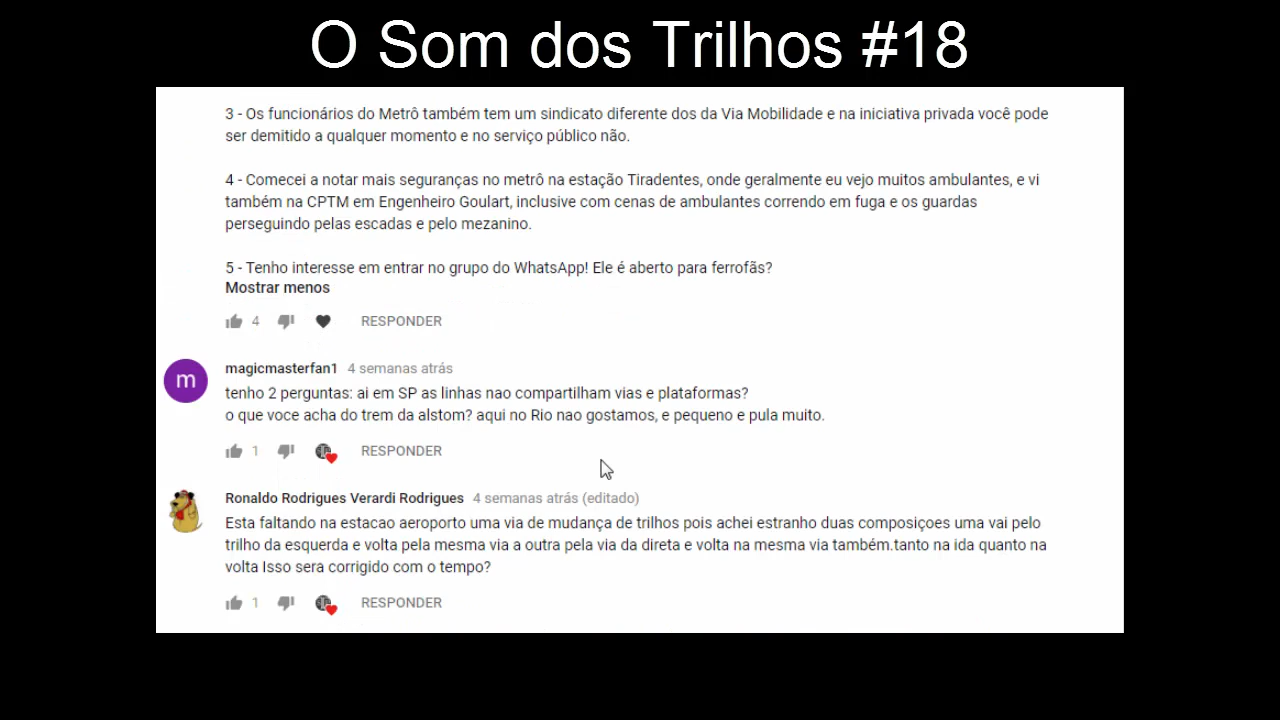 O Som dos Trilhos #18
3 - Os funcionários do Metrô também tem um sindicato diferente dos da Via Mobilidade e na iniciativa privada você pode
ser demitido a qualquer momento e no serviço público não.
4 - Comecei a notar mais seguranças no metrô na estação Tiradentes, onde geralmente eu vejo muitos ambulantes, e vi
também na CPTM em Engenheiro Goulart, inclusive com cenas de ambulantes correndo em fuga e os guardas
perseguindo pelas escadas e pelo mezanino.
5 - Tenho interesse em entrar no grupo do WhatsApp! Ele é aberto para ferrofãs?
Mostrar menos
4 RESPONDER
m
magicmasterfan1 4 semanas atrás
tenho 2 perguntas: ai em SP as linhas nao compartilham vias e plataformas?
o que voce acha do trem da alstom? aqui no Rio nao gostamos, e pequeno e pula muito.
1 RESPONDER
Ronaldo Rodrigues Verardi Rodrigues 4 semanas atrás (editado)
Esta faltando na estacao aeroporto uma via de mudança de trilhos pois achei estranho duas composiçoes uma vai pelo
trilho da esquerda e volta pela mesma via a outra pela via da direta e volta na mesma via também.tanto na ida quanto na
volta Isso sera corrigido com o tempo?
1 RESPONDER